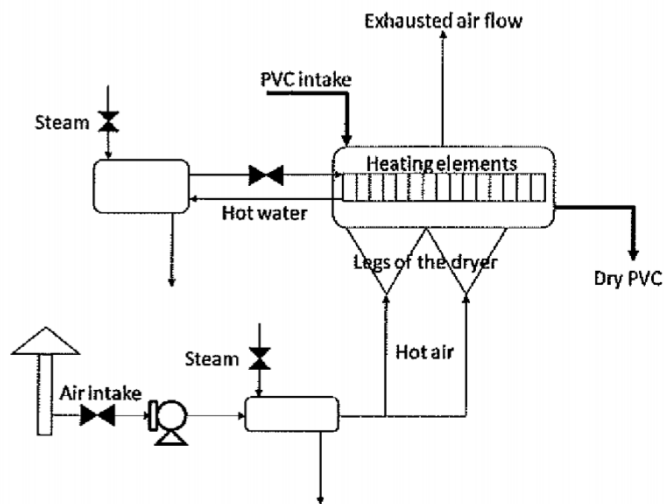 Exhausted air flow
PVC intake
Steam
Heating elements
Hot water
Legs of the dryer
Dry PVC
Steam
Hot air
Air intake